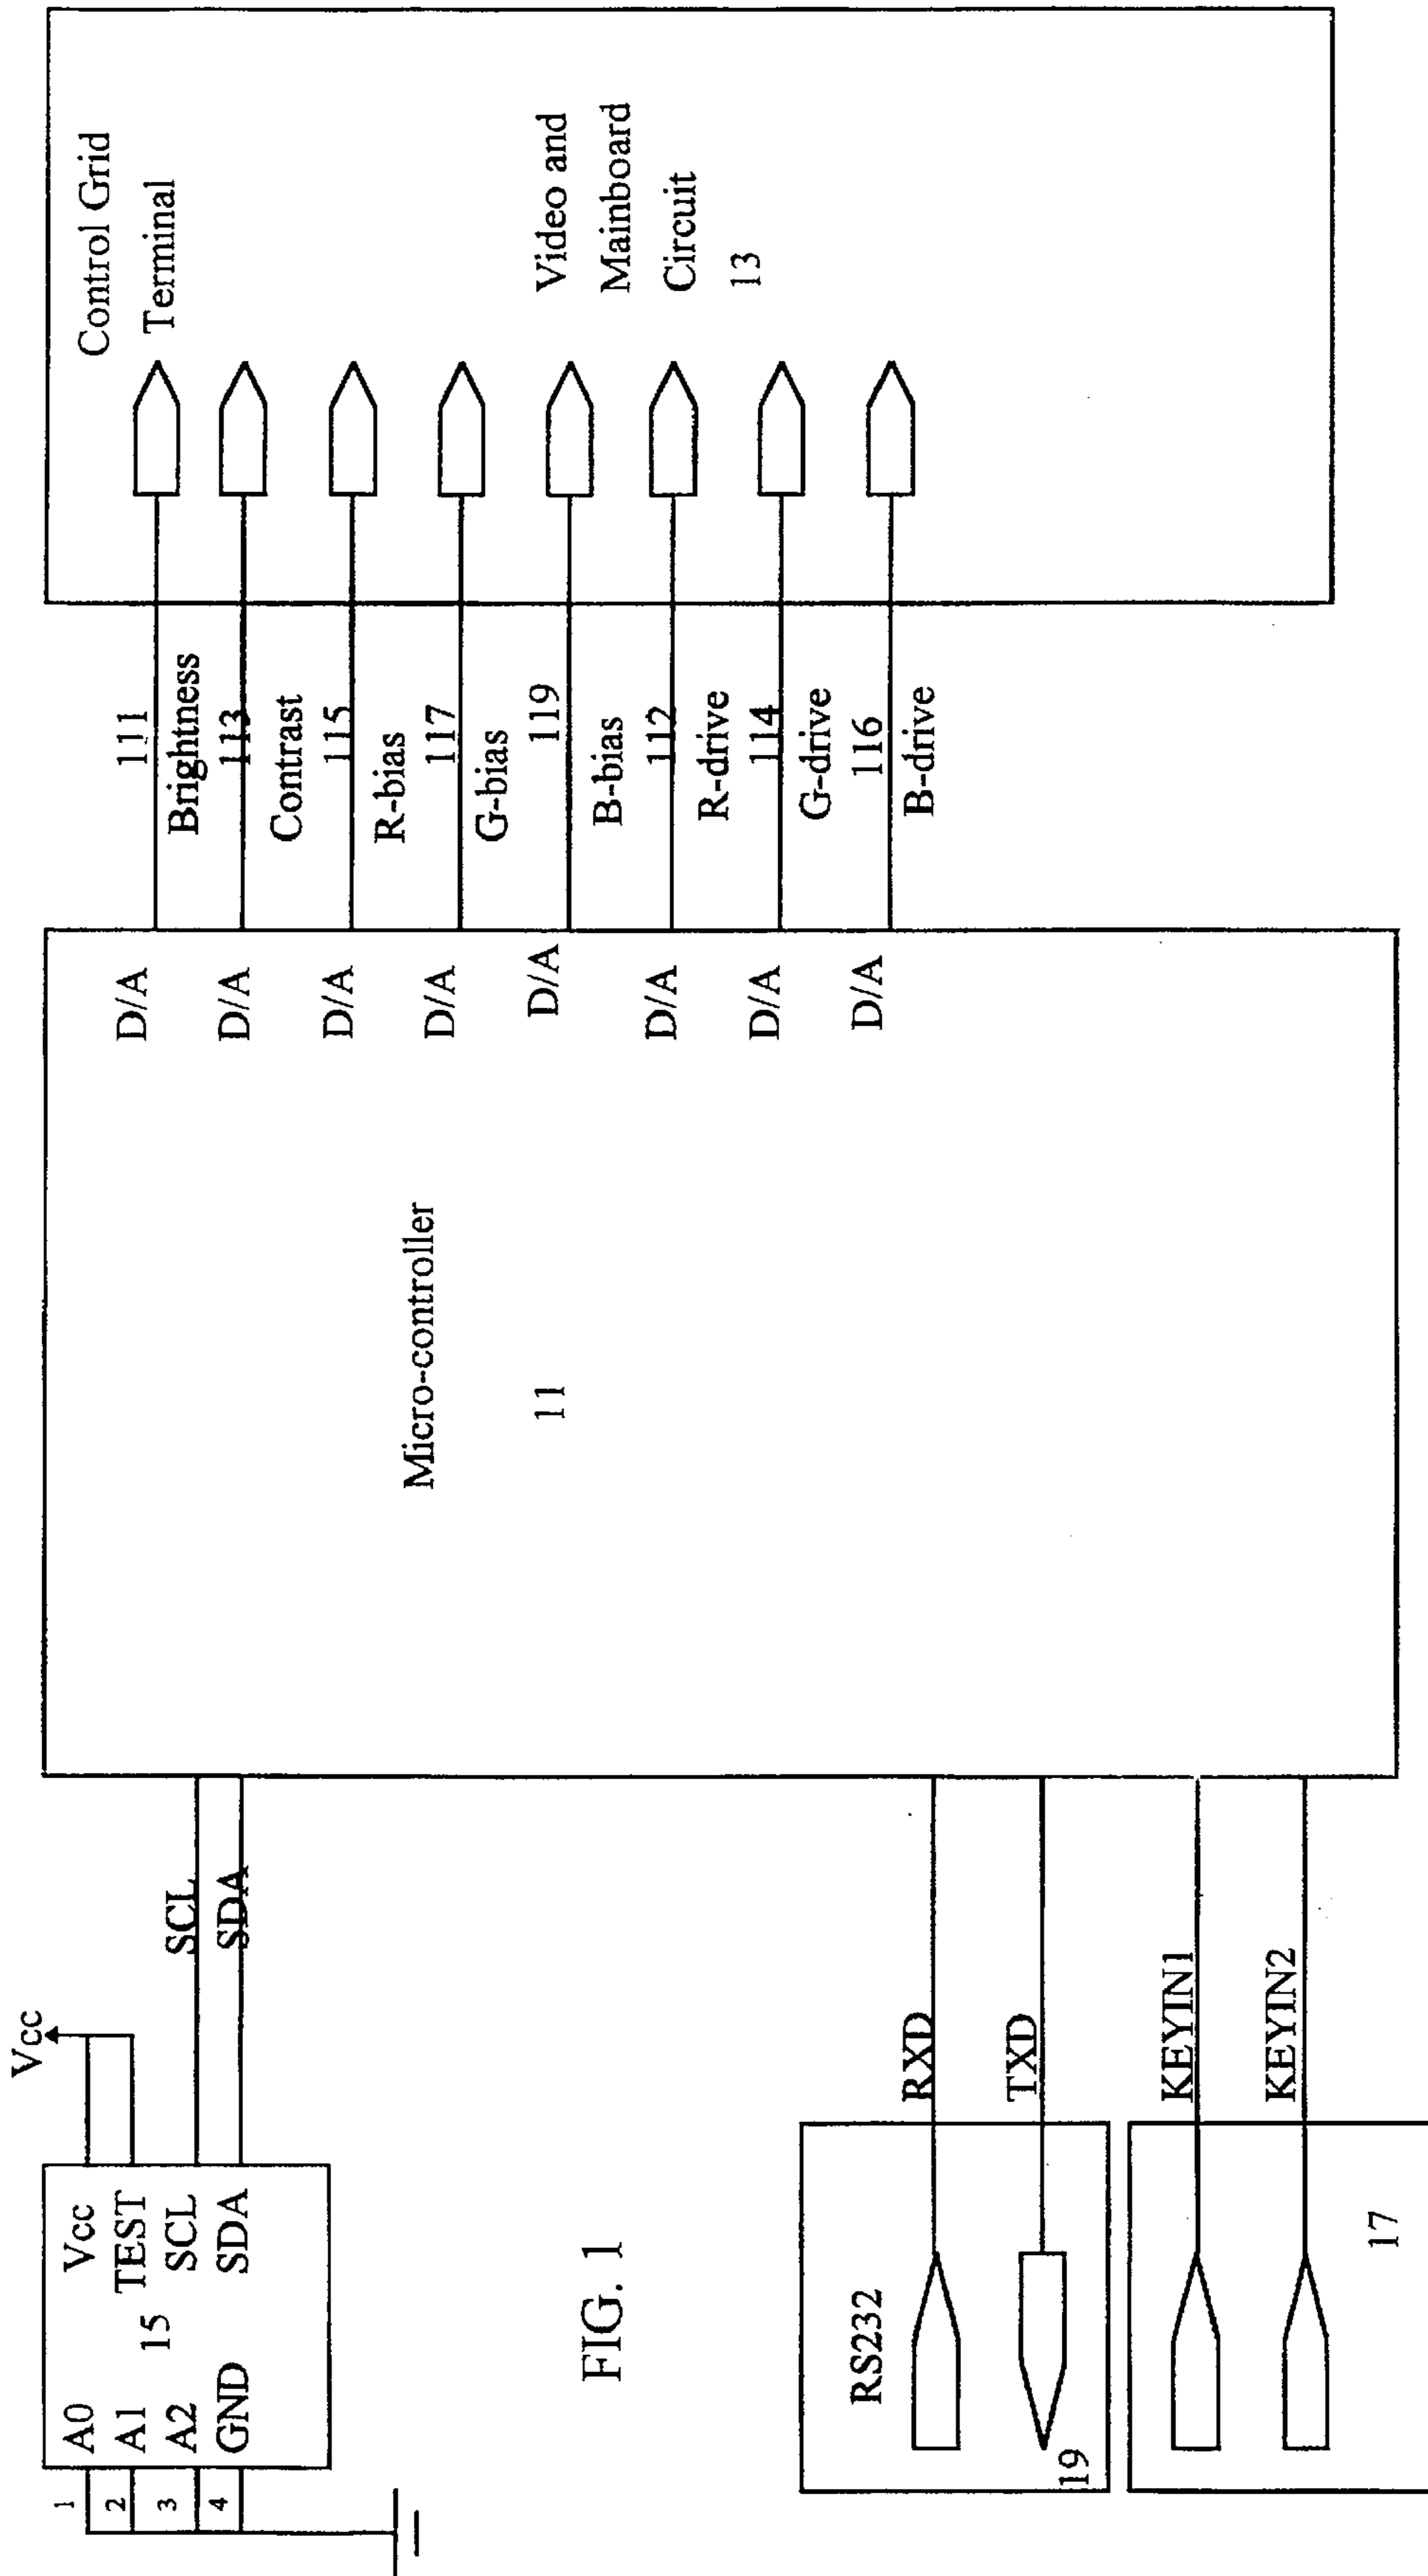 Vcc
1 A0 Vcc
2 A1 TEST
15
3 A2 SCL
4 GND SDA
SCL
SDA
FIG. 1
RS232
RXD
TXD
19
KEYIN1
KEYIN2
17
Micro-controller
11
D/A
D/A
D/A
D/A
D/A
D/A
D/A
D/A
111
Brightness
113
Contrast
115
R-bias
117
G-bias
119
B-bias
112
R-drive
114
G-drive
116
B-drive
Control Grid
Terminal
Video and
Mainboard
Circuit
13